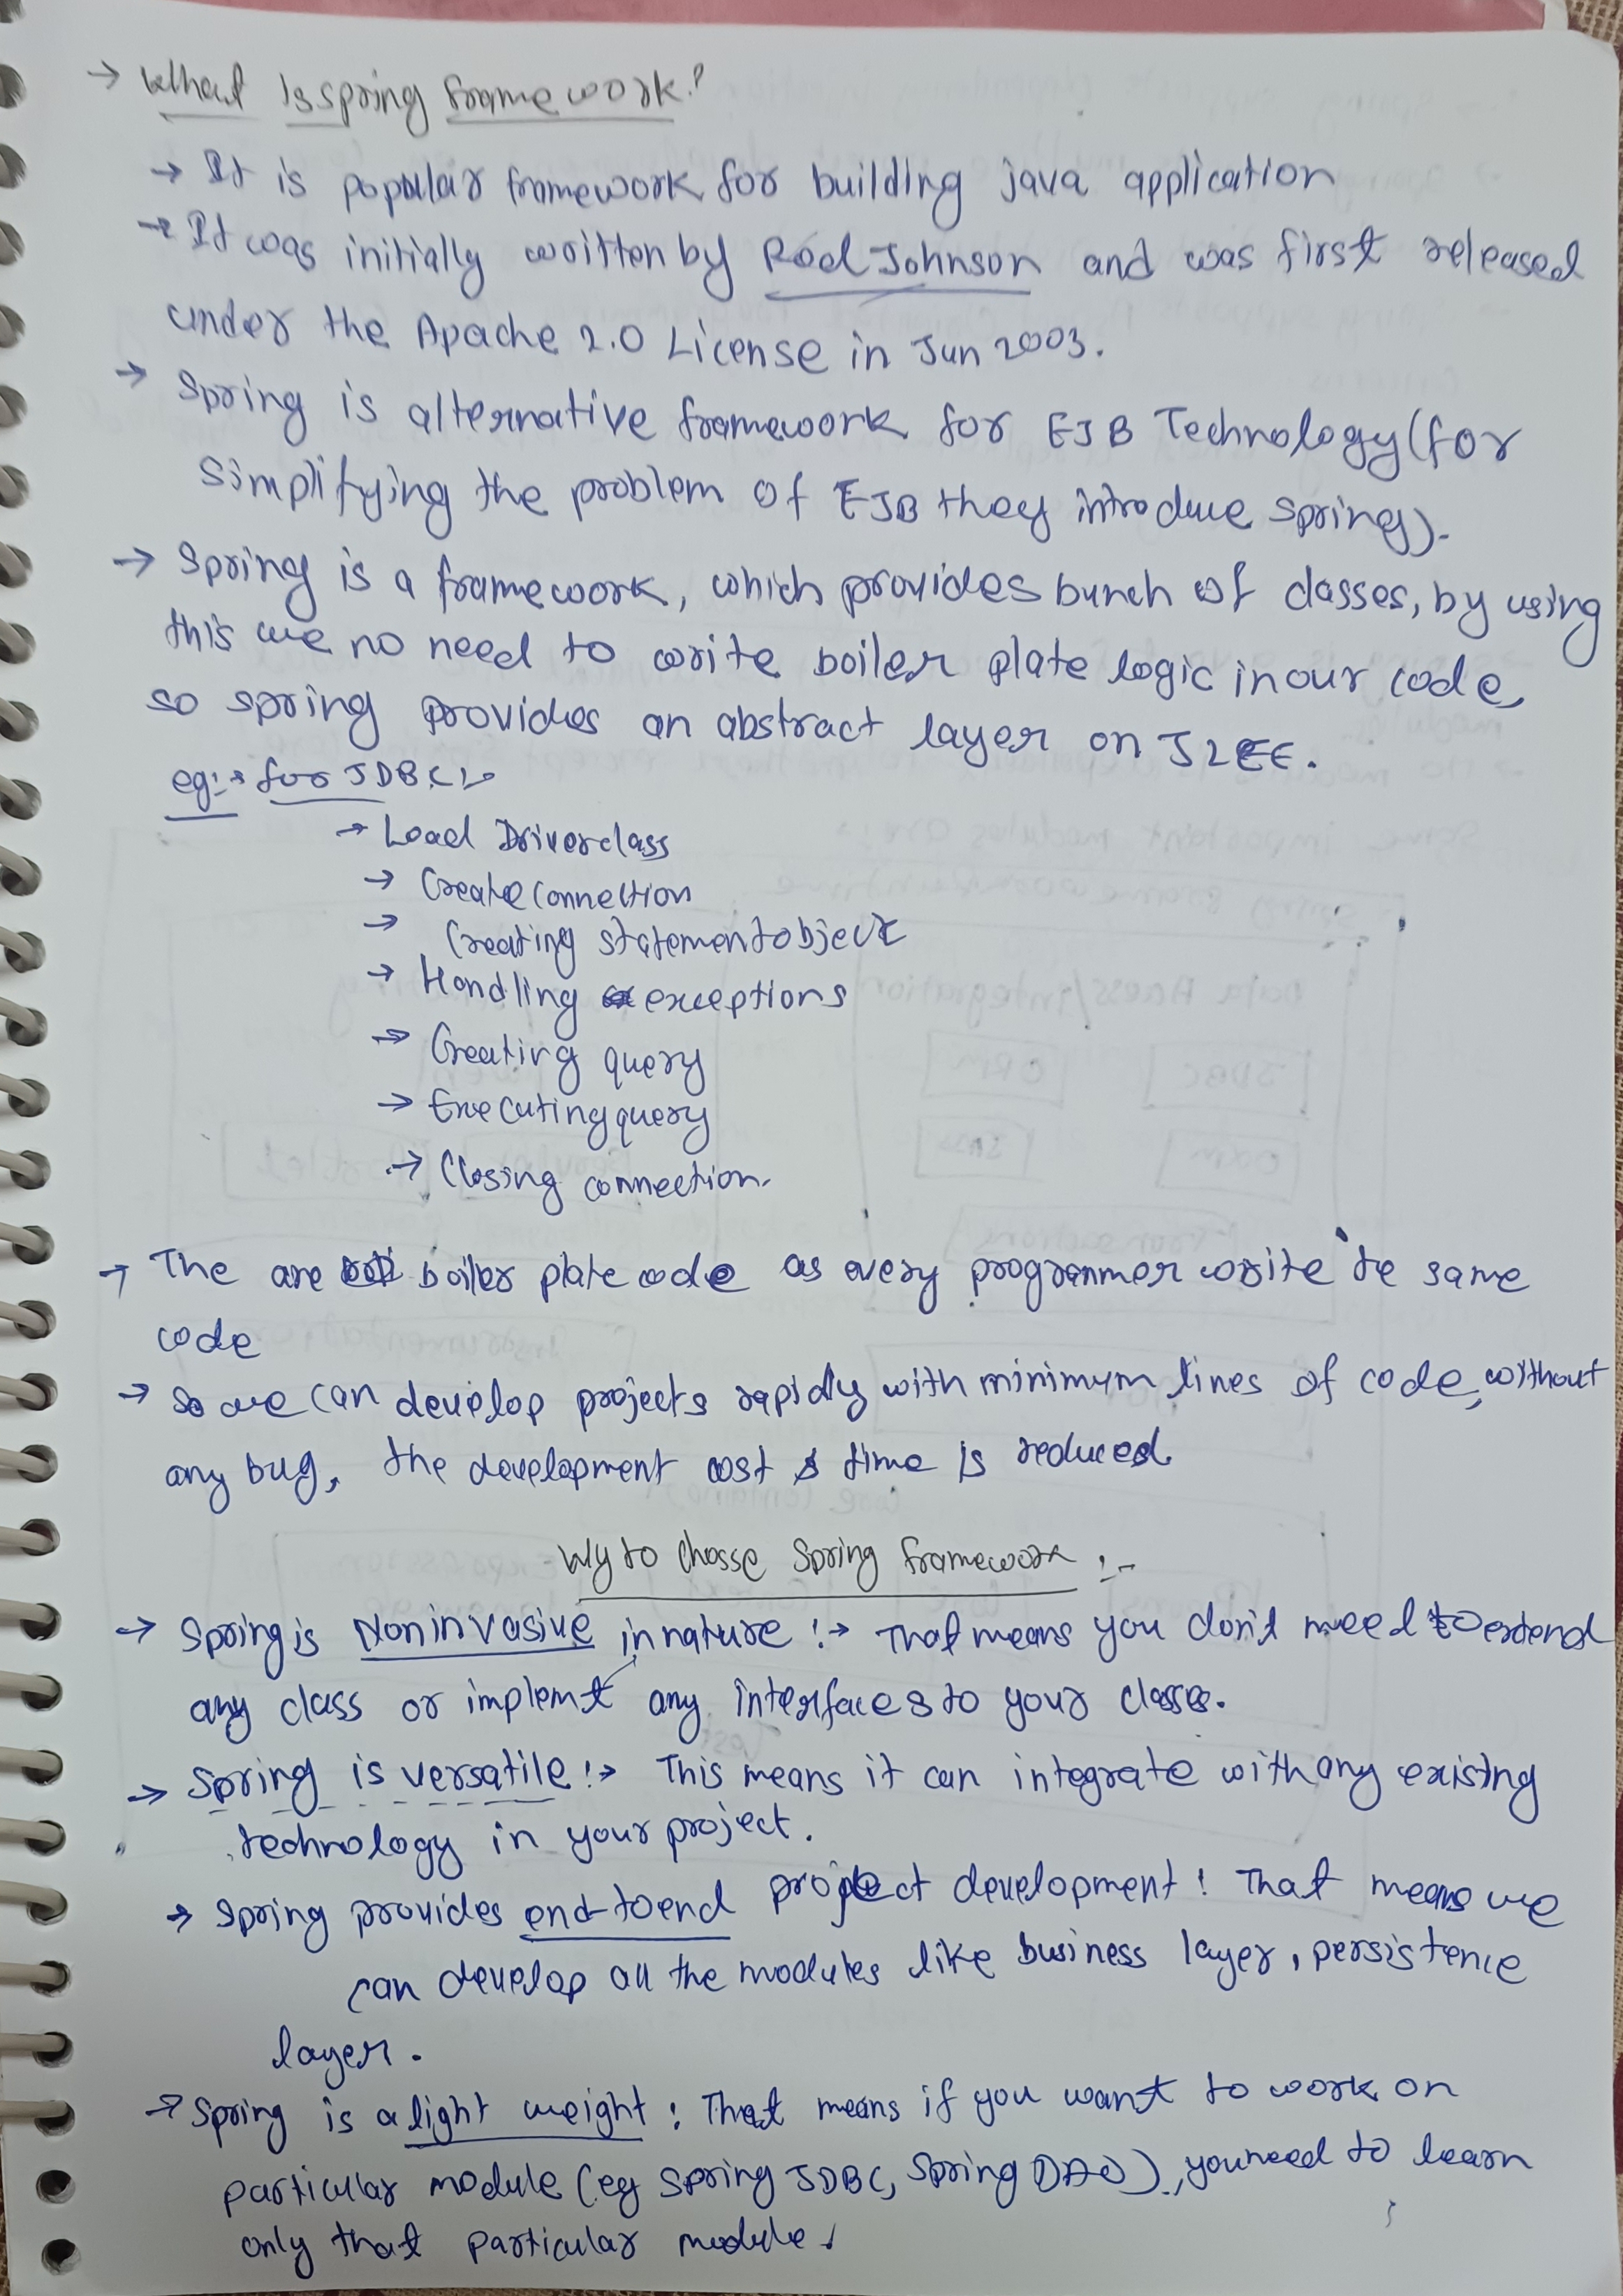 → What Is spring framework?
→ It is popular framework for building java application
→ It was initially written by Rod Johnson and was first released
under the Apache 2.0 License in Jun 2003.
→ Spring is alternative framework for EJB Technology (for
simplifying the problem of EJB they introduce spring).
→ Spring is a framework, which provides bunch of classes, by using
this we no need to write boiler plate logic in our code,
so spring provides an abstract layer on J2EE.
eg:→ for JDBC:→
→ Load Driver class
→ Create connection
→ Creating statement object
→ Handling exceptions
→ Creating query
→ Executing query
→ Closing connection.
→ The are boiler plate code as every programmer write te same
code
→ So we can develop projects rapidly with minimum lines of code, without
any bug, the development cost & time is reduced.
Wy to chosse Spring framework :-
→ Spring is Noninvasive in nature :→ That means you don't need to extend
any class or implemt any interfaces to your classes.
→ Spring is versatile :→ This means it can integrate with any existng
technology in your project.
→ Spring provides end-to end project development : That means we
can develop all the modules like business layer, persistence
layer.
→ Spring is a light weight : That means if you want to work on
particular module (eg Spring JDBC, Spring DAO), you need to learn
only that particular module.